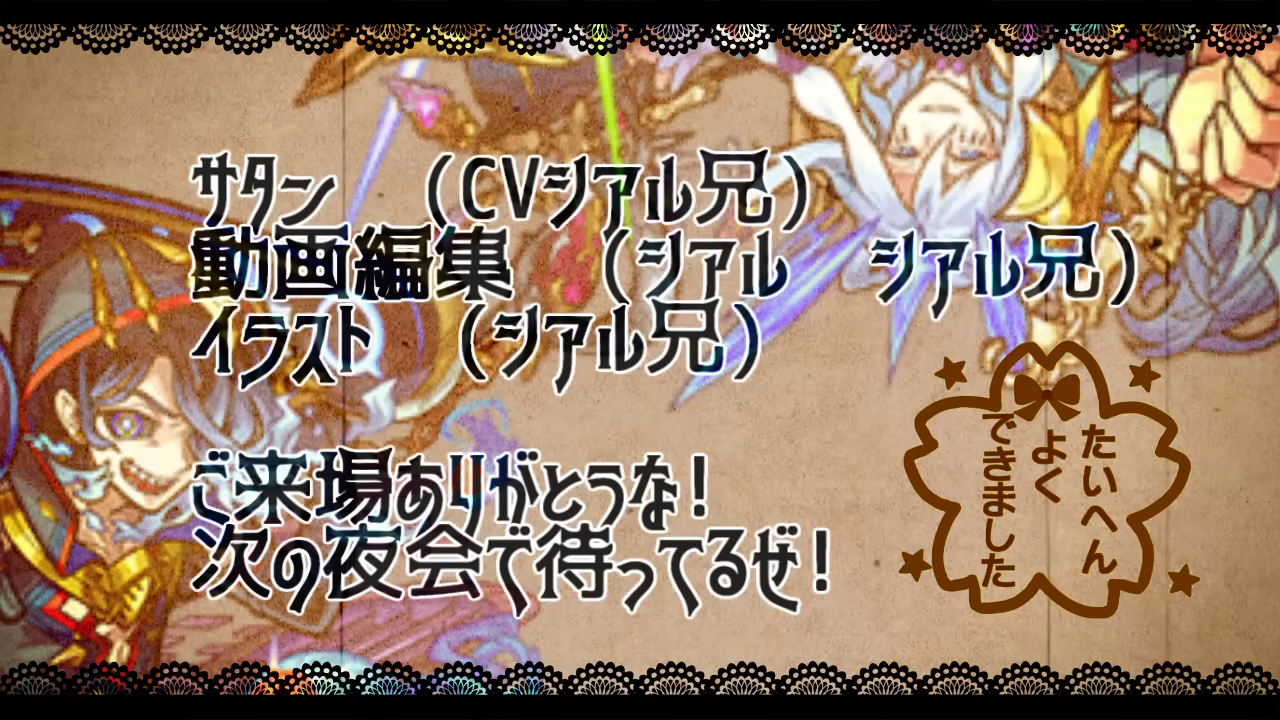 サタン　(CVシアル兄)
動画編集　(シアル　シアル兄)
イラスト　(シアル兄)
ご来場ありがとうな!
次の夜会で待ってるぜ!
たいへん
よく
できました